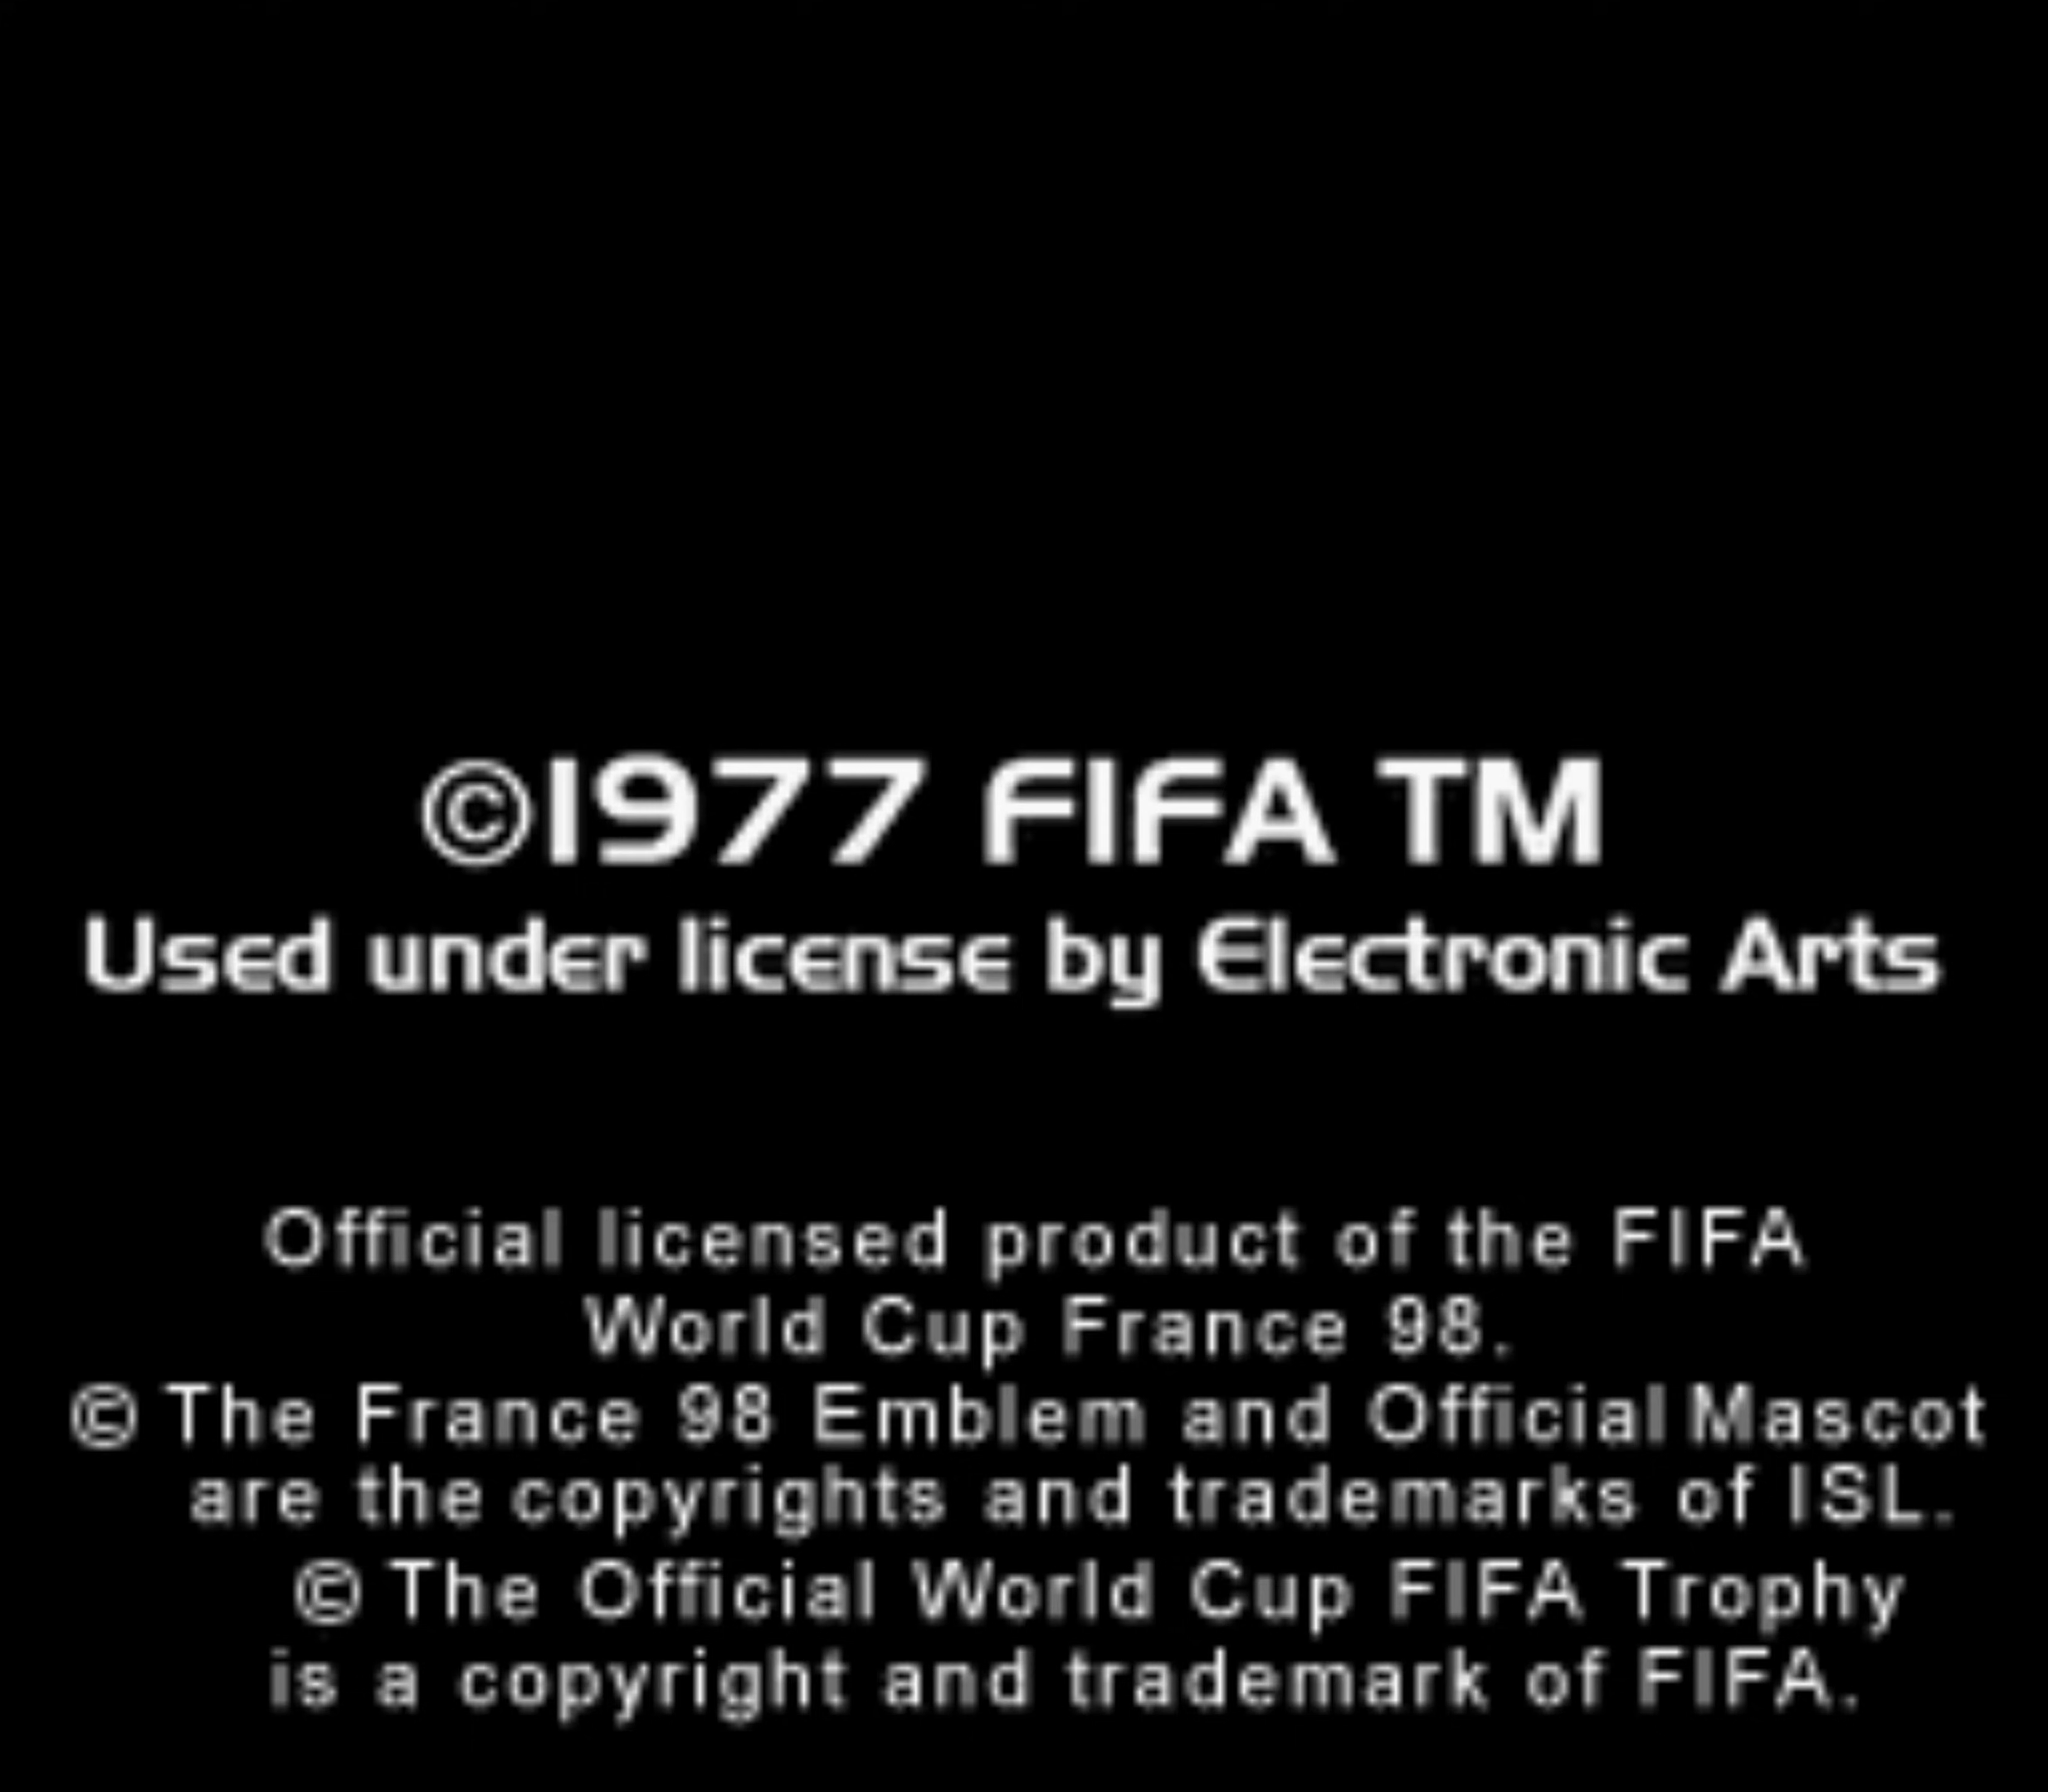 ©1977 FIFA TM
Used under license by Electronic Arts
Official licensed product of the FIFA
World Cup France 98.
© The France 98 Emblem and Official Mascot
are the copyrights and trademarks of ISL.
© The Official World Cup FIFA Trophy
is a copyright and trademark of FIFA.